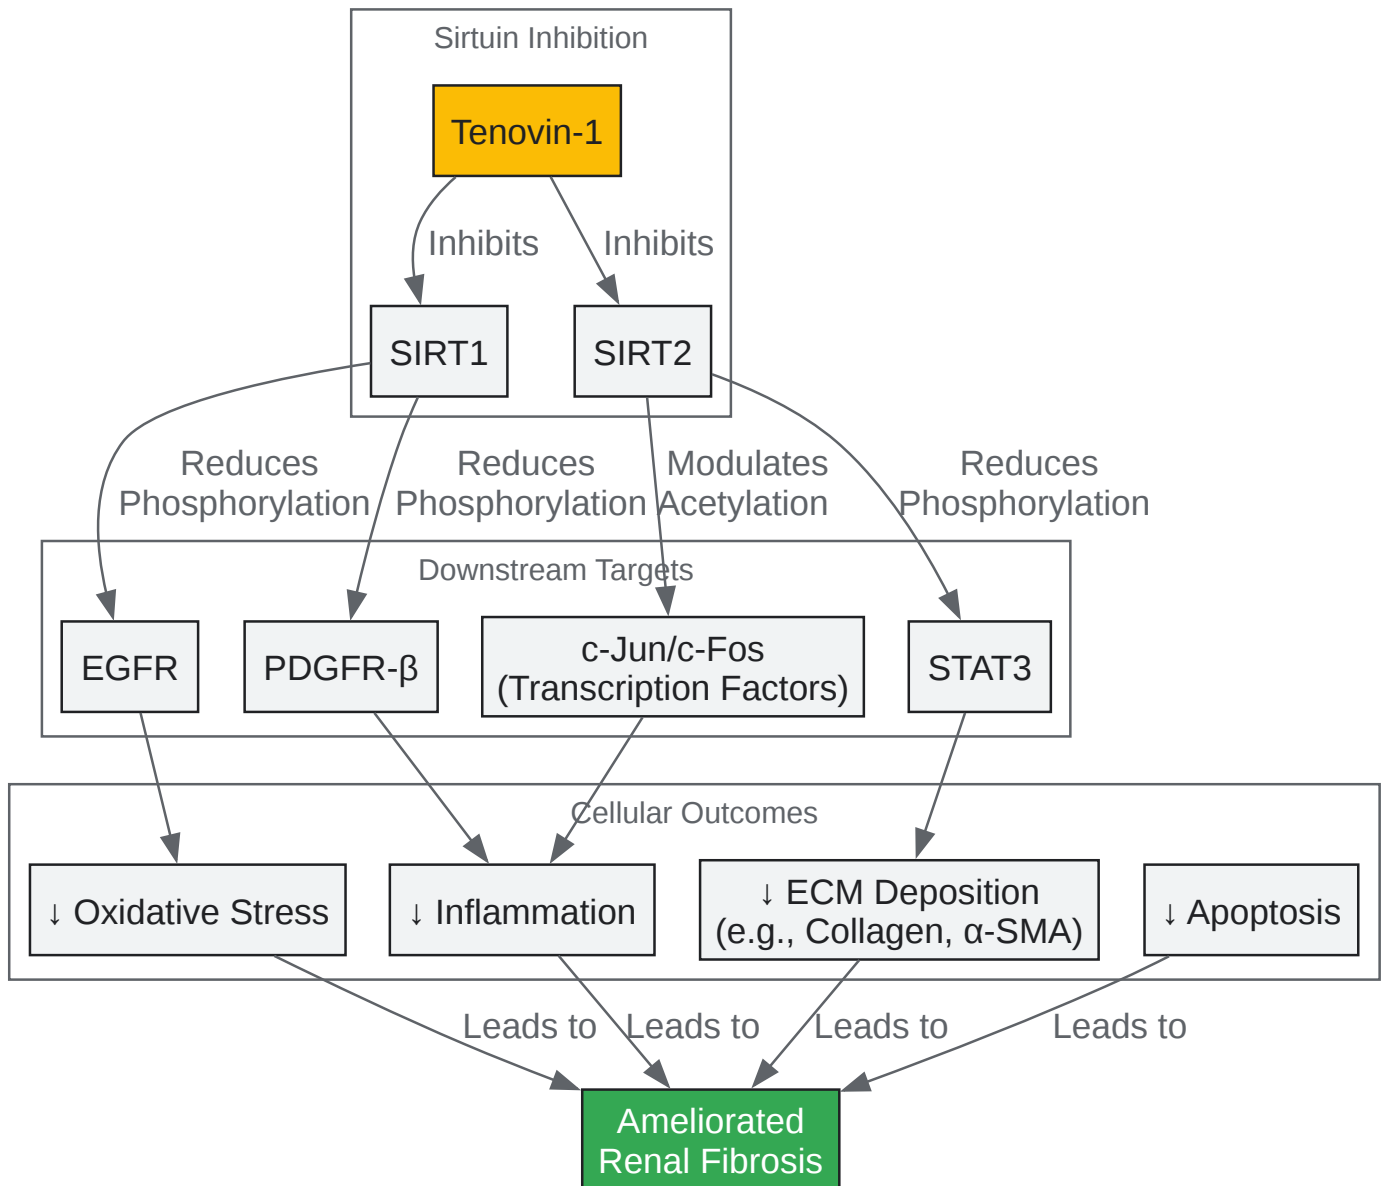 Sirtuin Inhibition
Tenovin-1
Inhibits
Inhibits
SIRT1
SIRT2
Reduces
Phosphorylation
Reduces
Phosphorylation
Modulates
Acetylation
Reduces
Phosphorylation
Downstream Targets
EGFR
PDGFR-β
c-Jun/c-Fos
(Transcription Factors)
STAT3
Cellular Outcomes
↓ Oxidative Stress
↓ Inflammation
↓ ECM Deposition
(e.g., Collagen, α-SMA)
↓ Apoptosis
Leads to
Leads to
Leads to
Leads to
Ameliorated
Renal Fibrosis